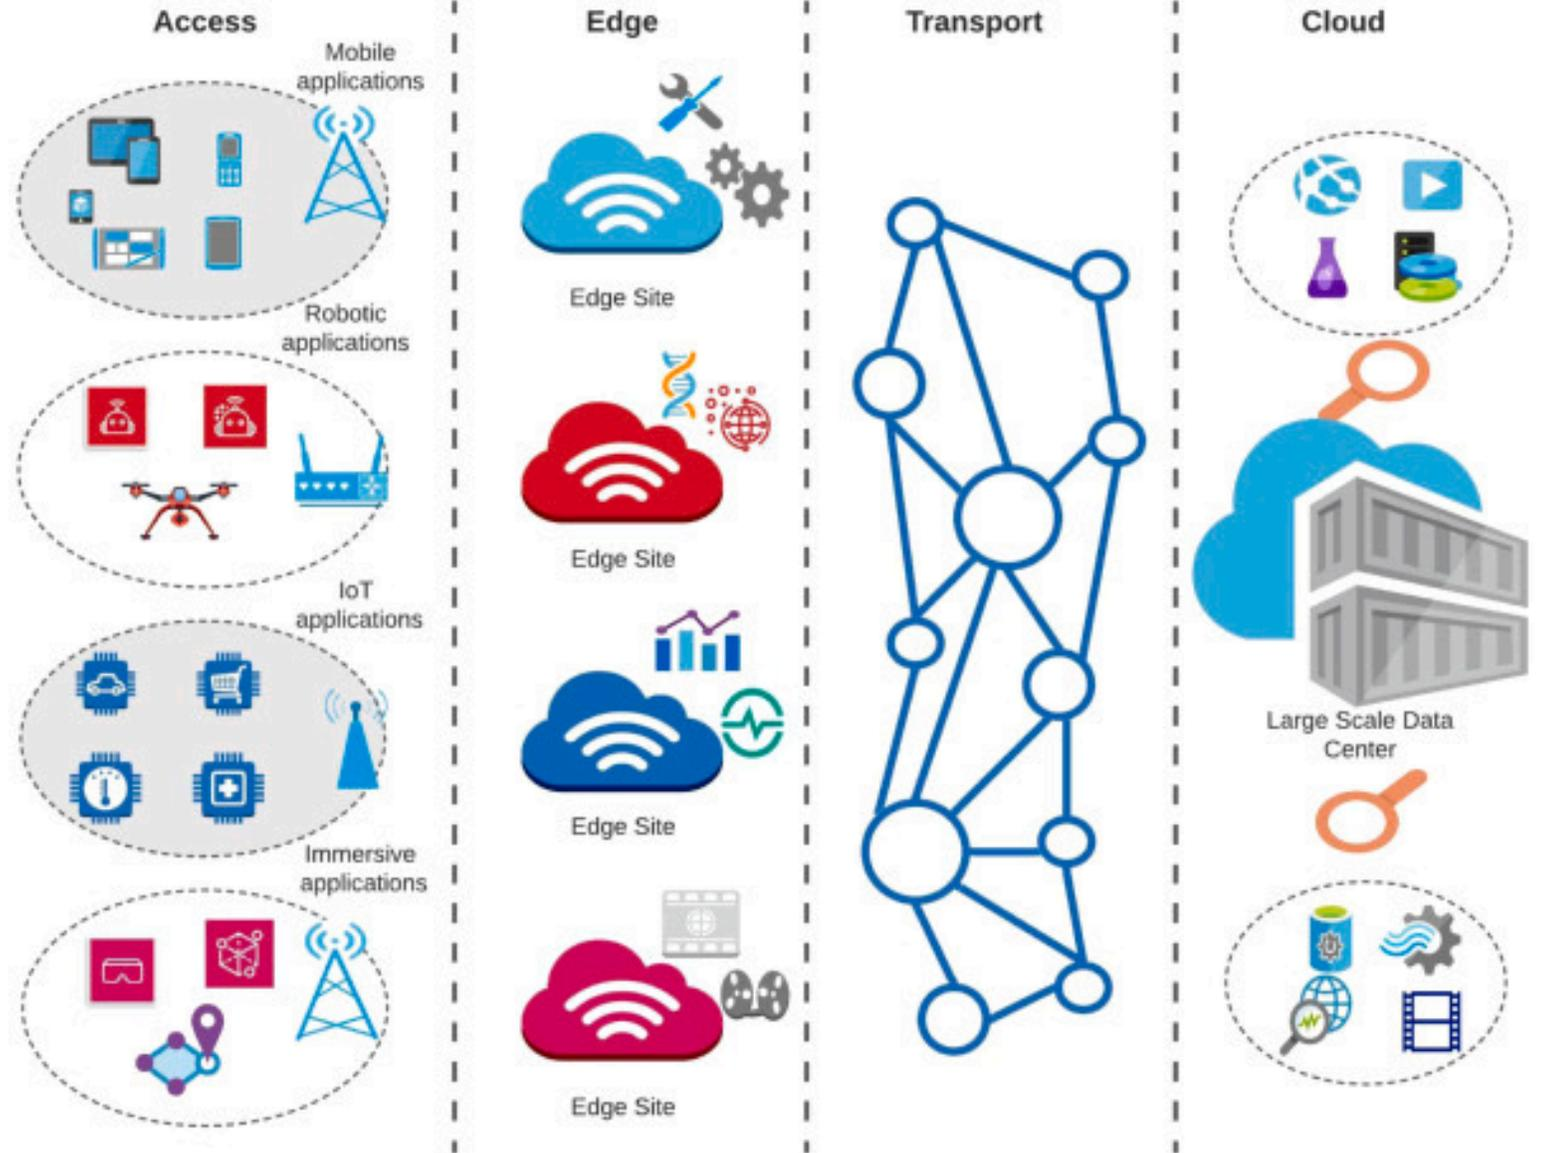 Access
Edge
Transport
Cloud
Mobile
applications
Edge Site
Robotic
applications
Edge Site
IoT
applications
Large Scale Data
Center
Edge Site
Immersive
applications
Edge Site